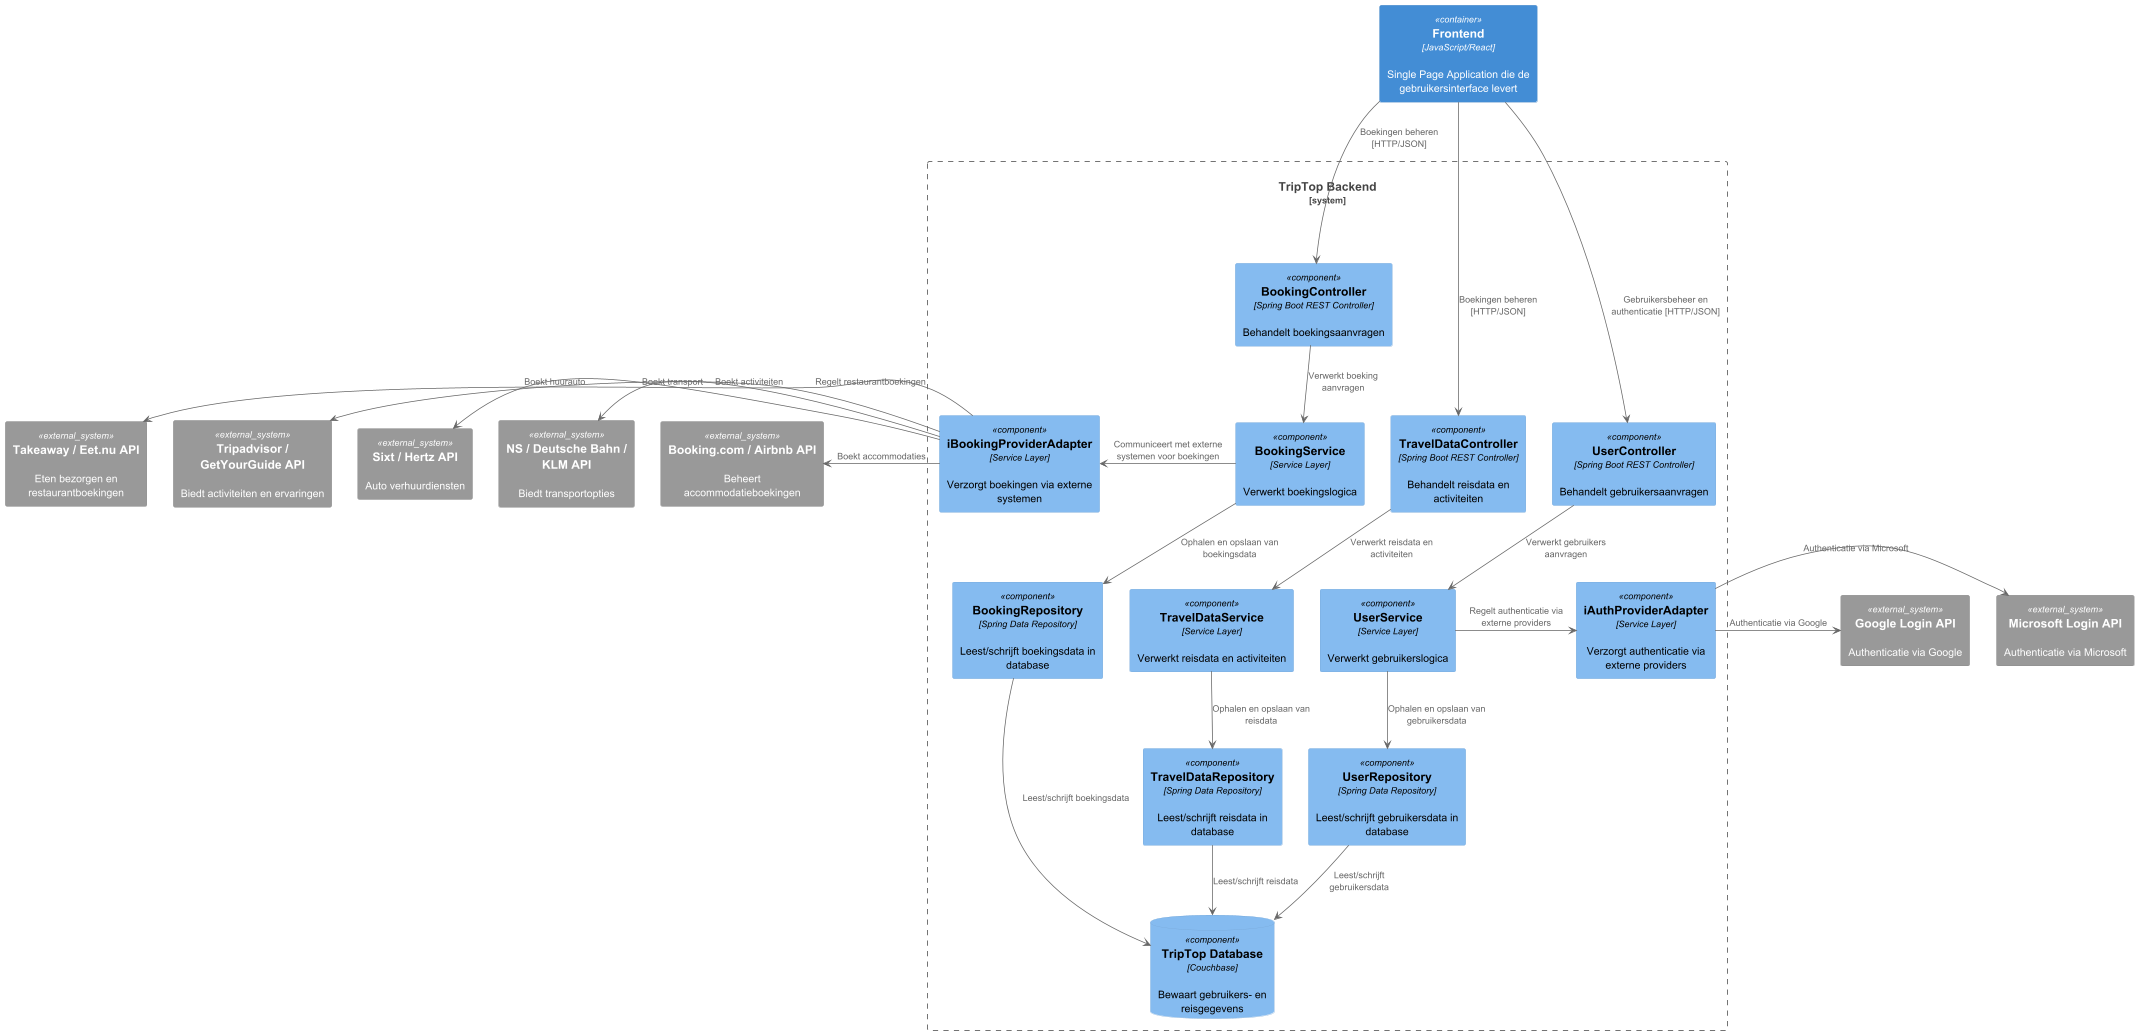 «container»
Frontend
[JavaScript/React]
Single Page Application die de
gebruikersinterface levert
Boekingen beheren
[HTTP/JSON]
TripTop Backend
[system]
«component»
BookingController
[Spring Boot REST Controller]
Behandelt boekingsaanvragen
Boekingen beheren
[HTTP/JSON]
Gebruikersbeheer en
authenticatie [HTTP/JSON]
Verwerkt boeking
aanvragen
Boekt huurauto
Boekt transport
Boekt activiteiten
Regelt restaurantboekingen
«external_system»
Takeaway / Eet.nu API
Eten bezorgen en
restaurantboekingen
«external_system»
Tripadvisor /
GetYourGuide API
Biedt activiteiten en ervaringen
«external_system»
Sixt / Hertz API
Auto verhuurdiensten
«external_system»
NS / Deutsche Bahn /
KLM API
Biedt transportopties
«external_system»
Booking.com / Airbnb API
Beheert
accommodatieboekingen
Boekt accommodaties
«component»
iBookingProviderAdapter
[Service Layer]
Verzorgt boekingen via externe
systemen
Communiceert met externe
systemen voor boekingen
«component»
BookingService
[Service Layer]
Verwerkt boekingslogica
«component»
TravelDataController
[Spring Boot REST Controller]
Behandelt reisdata en
activiteiten
«component»
UserController
[Spring Boot REST Controller]
Behandelt gebruikersaanvragen
Ophalen en opslaan van
boekingsdata
Verwerkt reisdata en
activiteiten
Verwerkt gebruikers
aanvragen
Authenticatie via Microsoft
«component»
BookingRepository
[Spring Data Repository]
Leest/schrijft boekingsdata in
database
«component»
TravelDataService
[Service Layer]
Verwerkt reisdata en activiteiten
«component»
UserService
[Service Layer]
Verwerkt gebruikerslogica
Regelt authenticatie via
externe providers
«component»
iAuthProviderAdapter
[Service Layer]
Verzorgt authenticatie via
externe providers
Authenticatie via Google
«external_system»
Google Login API
Authenticatie via Google
«external_system»
Microsoft Login API
Authenticatie via Microsoft
Ophalen en opslaan van
reisdata
Ophalen en opslaan van
gebruikersdata
Leest/schrijft boekingsdata
«component»
TravelDataRepository
[Spring Data Repository]
Leest/schrijft reisdata in
database
«component»
UserRepository
[Spring Data Repository]
Leest/schrijft gebruikersdata in
database
Leest/schrijft reisdata
Leest/schrijft
gebruikersdata
«component»
TripTop Database
[Couchbase]
Bewaart gebruikers- en
reisgegevens